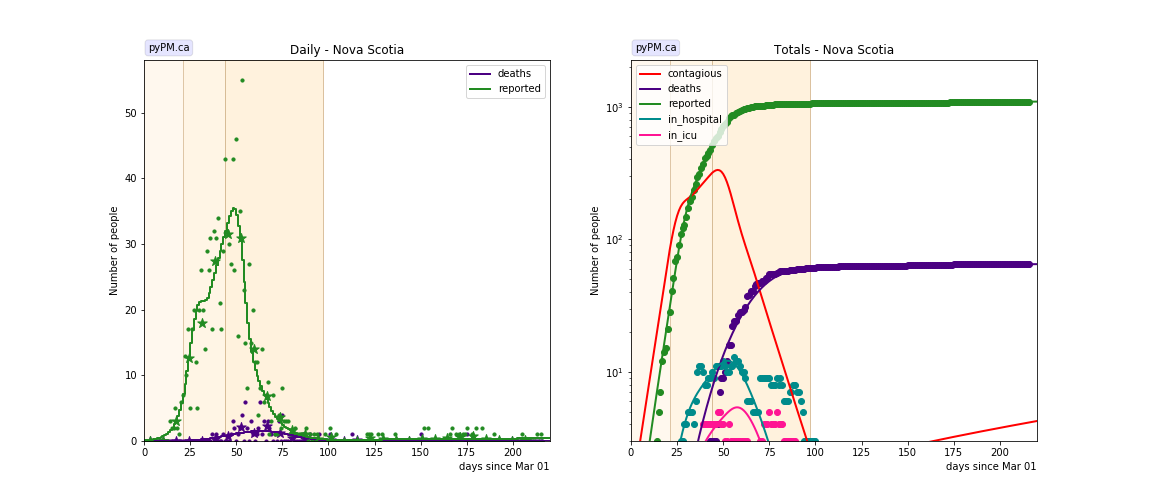 pyPM.ca
Daily - Nova Scotia
deaths
reported
Number of people
50
40
30
20
10
0
0 25 50 75 100 125 150 175 200
days since Mar 01
pyPM.ca
Totals - Nova Scotia
contagious
deaths
reported
in_hospital
in_icu
Number of people
10³
10²
10¹
0 25 50 75 100 125 150 175 200
days since Mar 01